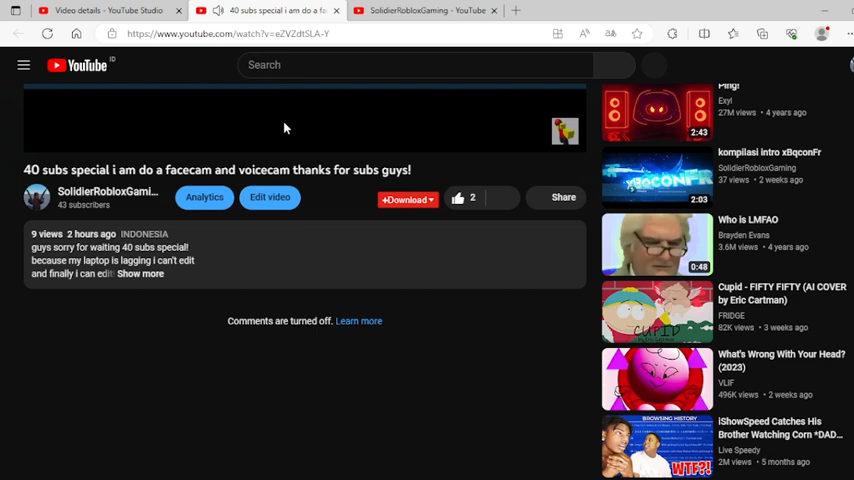 Video details - YouTube Studio
40 subs special i am do a fa
SolidierRobloxGaming - YouTube
https://www.youtube.com/watch?v=eZVZdtSLA-Y
YouTube ID
Search
Ping!
Exyl
27M views • 4 years ago
2:43
40 subs special i am do a facecam and voicecam thanks for subs guys!
SolidierRobloxGami...
43 subscribers
Analytics
Edit video
+Download
2
Share
kompilasi intro xBqconFr
SolidierRobloxGaming
37 views • 2 weeks ago
2:03
9 views 2 hours ago INDONESIA
guys sorry for waiting 40 subs special!
because my laptop is lagging i can't edit
and finally i can edit Show more
Who is LMFAO
Brayden Evans
3.6M views • 4 years ago
0:48
Comments are turned off. Learn more
Cupid - FIFTY FIFTY (AI COVER
by Eric Cartman)
FRIDGE
82K views • 3 weeks ago
CUPID
What's Wrong With Your Head?
(2023)
VLIF
496K views • 2 weeks ago
BROWSING HISTORY
WTF?!
iShowSpeed Catches His
Brother Watching Corn *DAD...
Live Speedy
2M views • 5 months ago